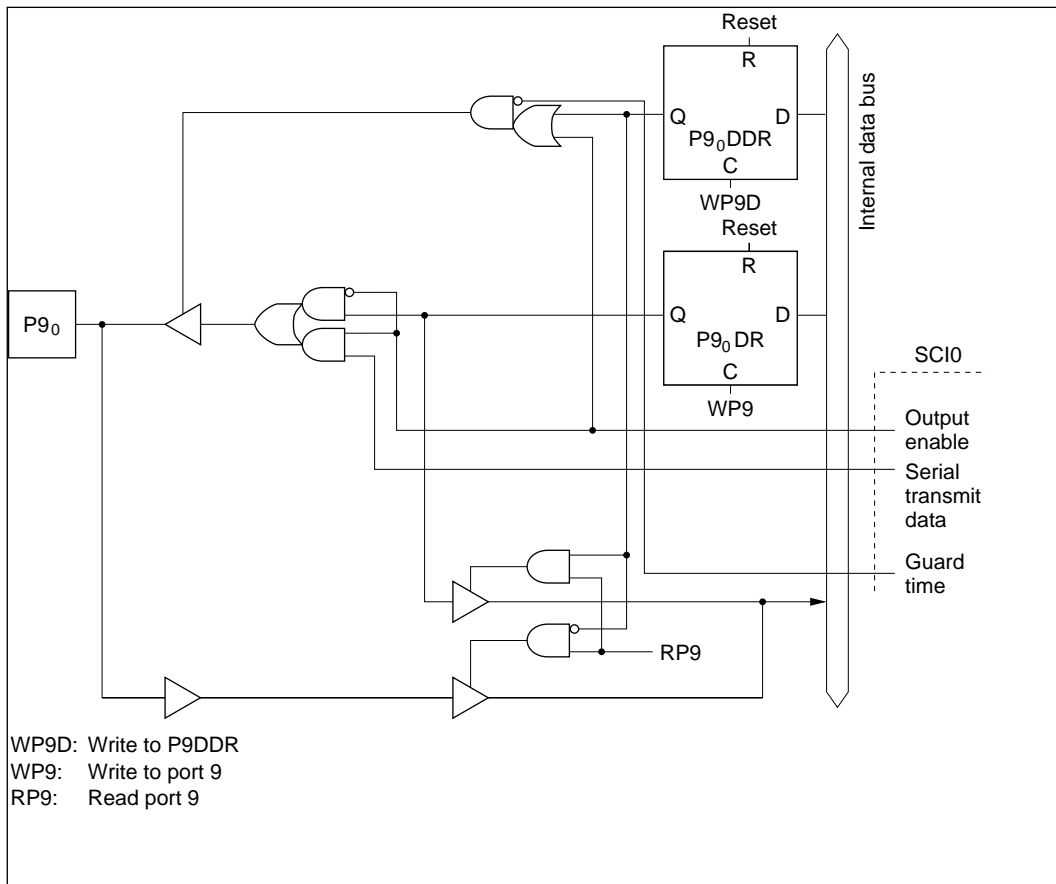 Reset
R
Q D
P9₀DDR
C
WP9D
Internal data bus
Reset
R
Q D
P9₀DR
C
WP9
P9₀
SCI0
Output
enable
Serial
transmit
data
Guard
time
RP9
WP9D: Write to P9DDR
WP9: Write to port 9
RP9: Read port 9